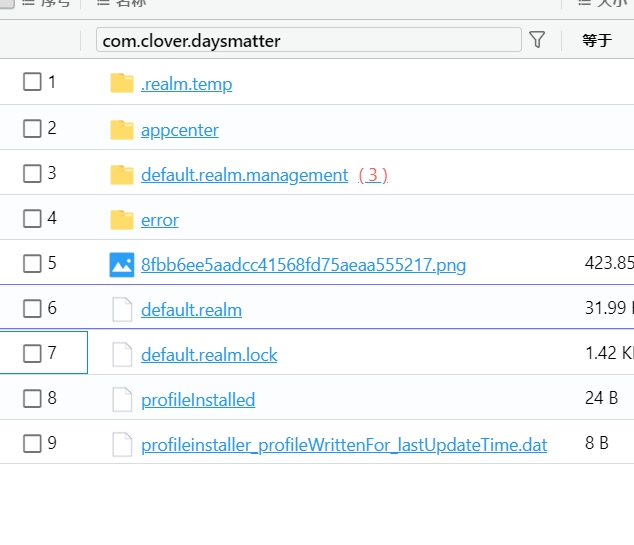 序号 名称 大小
com.clover.daysmatter 等于
1 .realm.temp
2 appcenter
3 default.realm.management ( 3 )
4 error
5 8fbb6ee5aadcc41568fd75aeaa555217.png 423.85
6 default.realm 31.99
7 default.realm.lock 1.42 K
8 profileInstalled 24 B
9 profileinstaller_profileWrittenFor_lastUpdateTime.dat 8 B